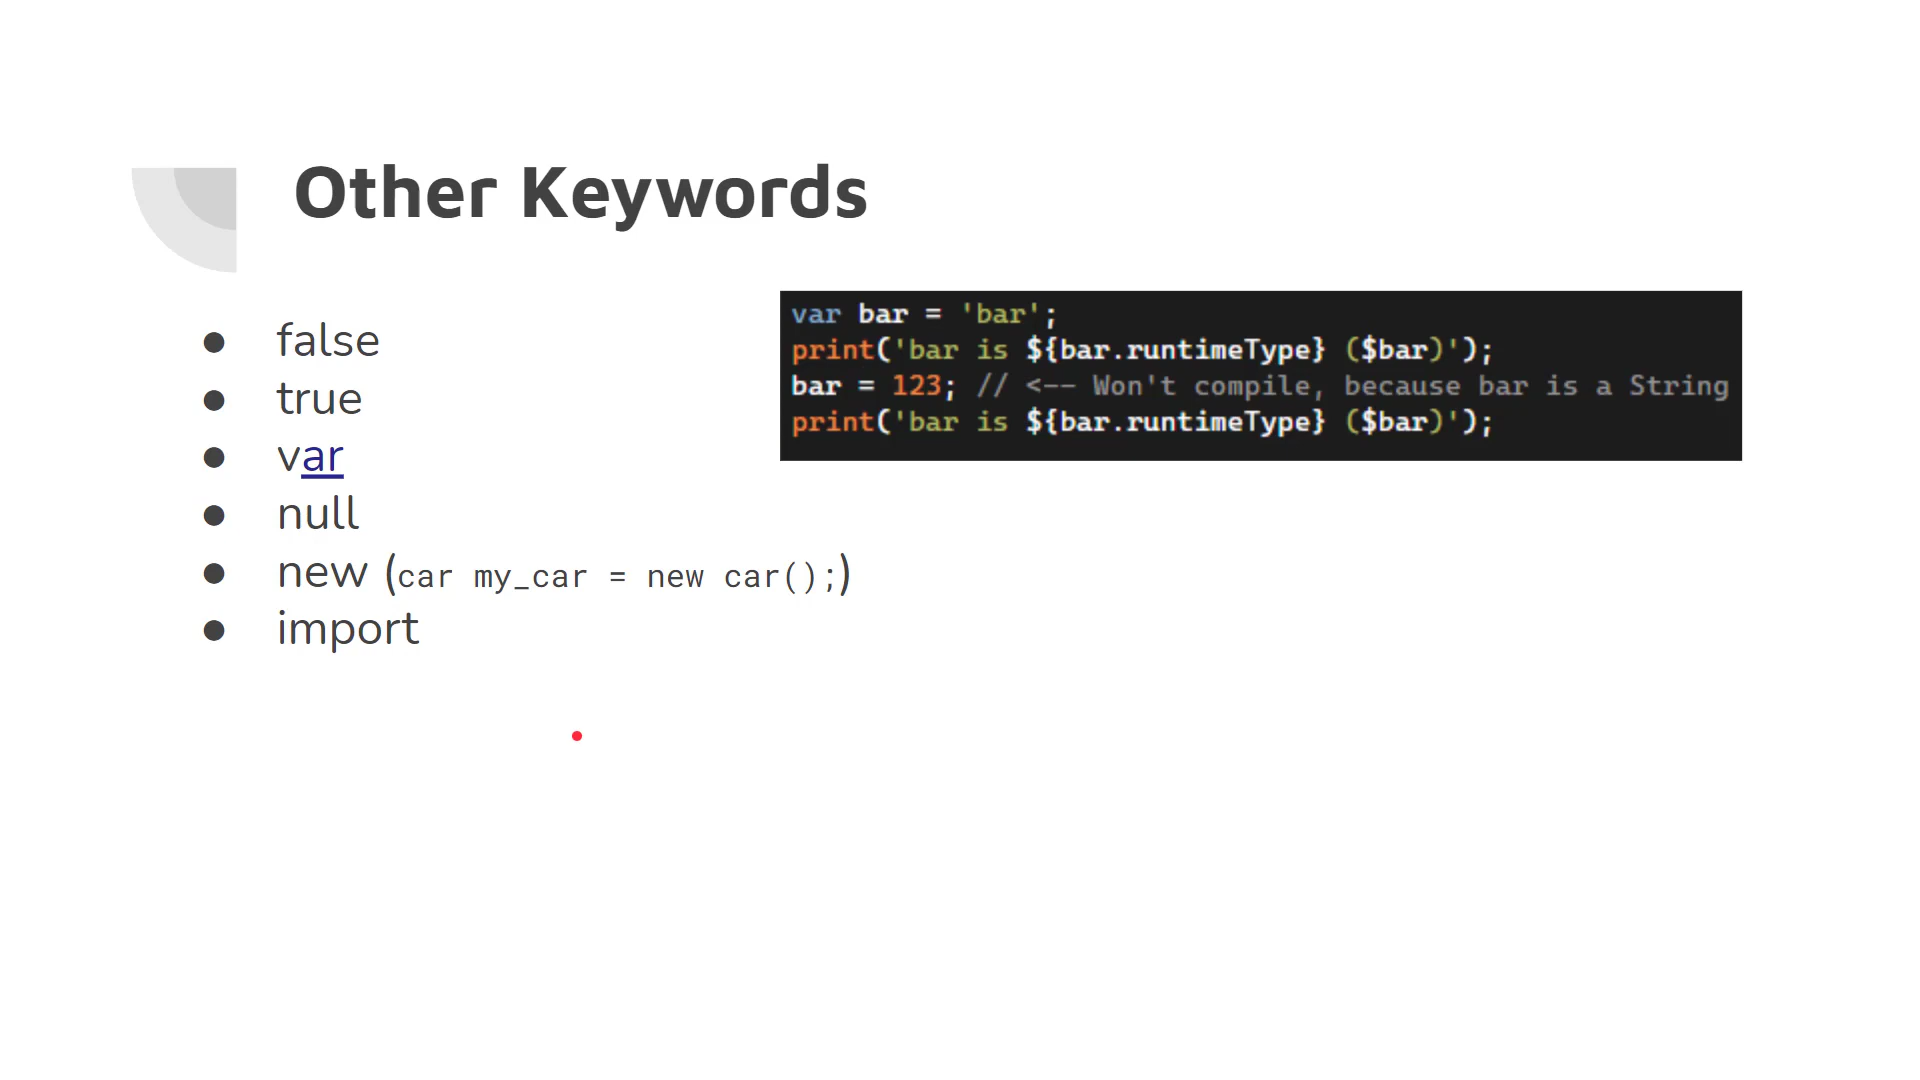 Other Keywords
● false
● true
● var
● null
● new (car my_car = new car();)
● import
var bar = 'bar';
print('bar is ${bar.runtimeType} ($bar)');
bar = 123; // <-- Won't compile, because bar is a String
print('bar is ${bar.runtimeType} ($bar)');